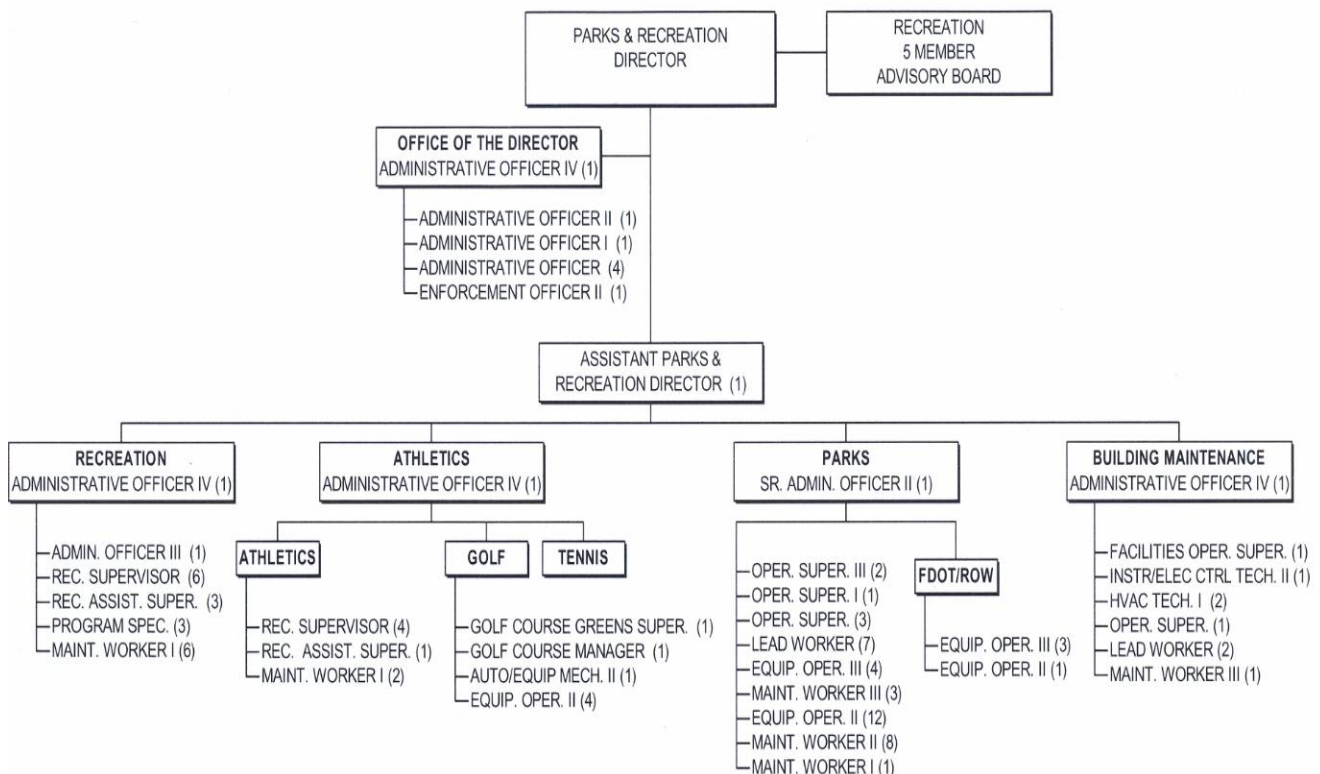 PARKS & RECREATION
DIRECTOR
RECREATION
5 MEMBER
ADVISORY BOARD
OFFICE OF THE DIRECTOR
ADMINISTRATIVE OFFICER IV (1)
ADMINISTRATIVE OFFICER II (1)
ADMINISTRATIVE OFFICER I (1)
ADMINISTRATIVE OFFICER (4)
ENFORCEMENT OFFICER II (1)
ASSISTANT PARKS &
RECREATION DIRECTOR (1)
RECREATION
ADMINISTRATIVE OFFICER IV (1)
ADMIN. OFFICER III (1)
REC. SUPERVISOR (6)
REC. ASSIST. SUPER. (3)
PROGRAM SPEC. (3)
MAINT. WORKER I (6)
ATHLETICS
ADMINISTRATIVE OFFICER IV (1)
ATHLETICS
REC. SUPERVISOR (4)
REC. ASSIST. SUPER. (1)
MAINT. WORKER I (2)
GOLF
GOLF COURSE GREENS SUPER. (1)
GOLF COURSE MANAGER (1)
AUTO/EQUIP MECH. II (1)
EQUIP. OPER. II (4)
TENNIS
PARKS
SR. ADMIN. OFFICER II (1)
OPER. SUPER. III (2)
OPER. SUPER. I (1)
OPER. SUPER. (3)
LEAD WORKER (7)
EQUIP. OPER. III (4)
MAINT. WORKER III (3)
EQUIP. OPER. II (12)
MAINT. WORKER II (8)
MAINT. WORKER I (1)
FDOT/ROW
EQUIP. OPER. III (3)
EQUIP. OPER. II (1)
BUILDING MAINTENANCE
ADMINISTRATIVE OFFICER IV (1)
FACILITIES OPER. SUPER. (1)
INSTR/ELEC CTRL TECH. II (1)
HVAC TECH. I (2)
OPER. SUPER. (1)
LEAD WORKER (2)
MAINT. WORKER III (1)